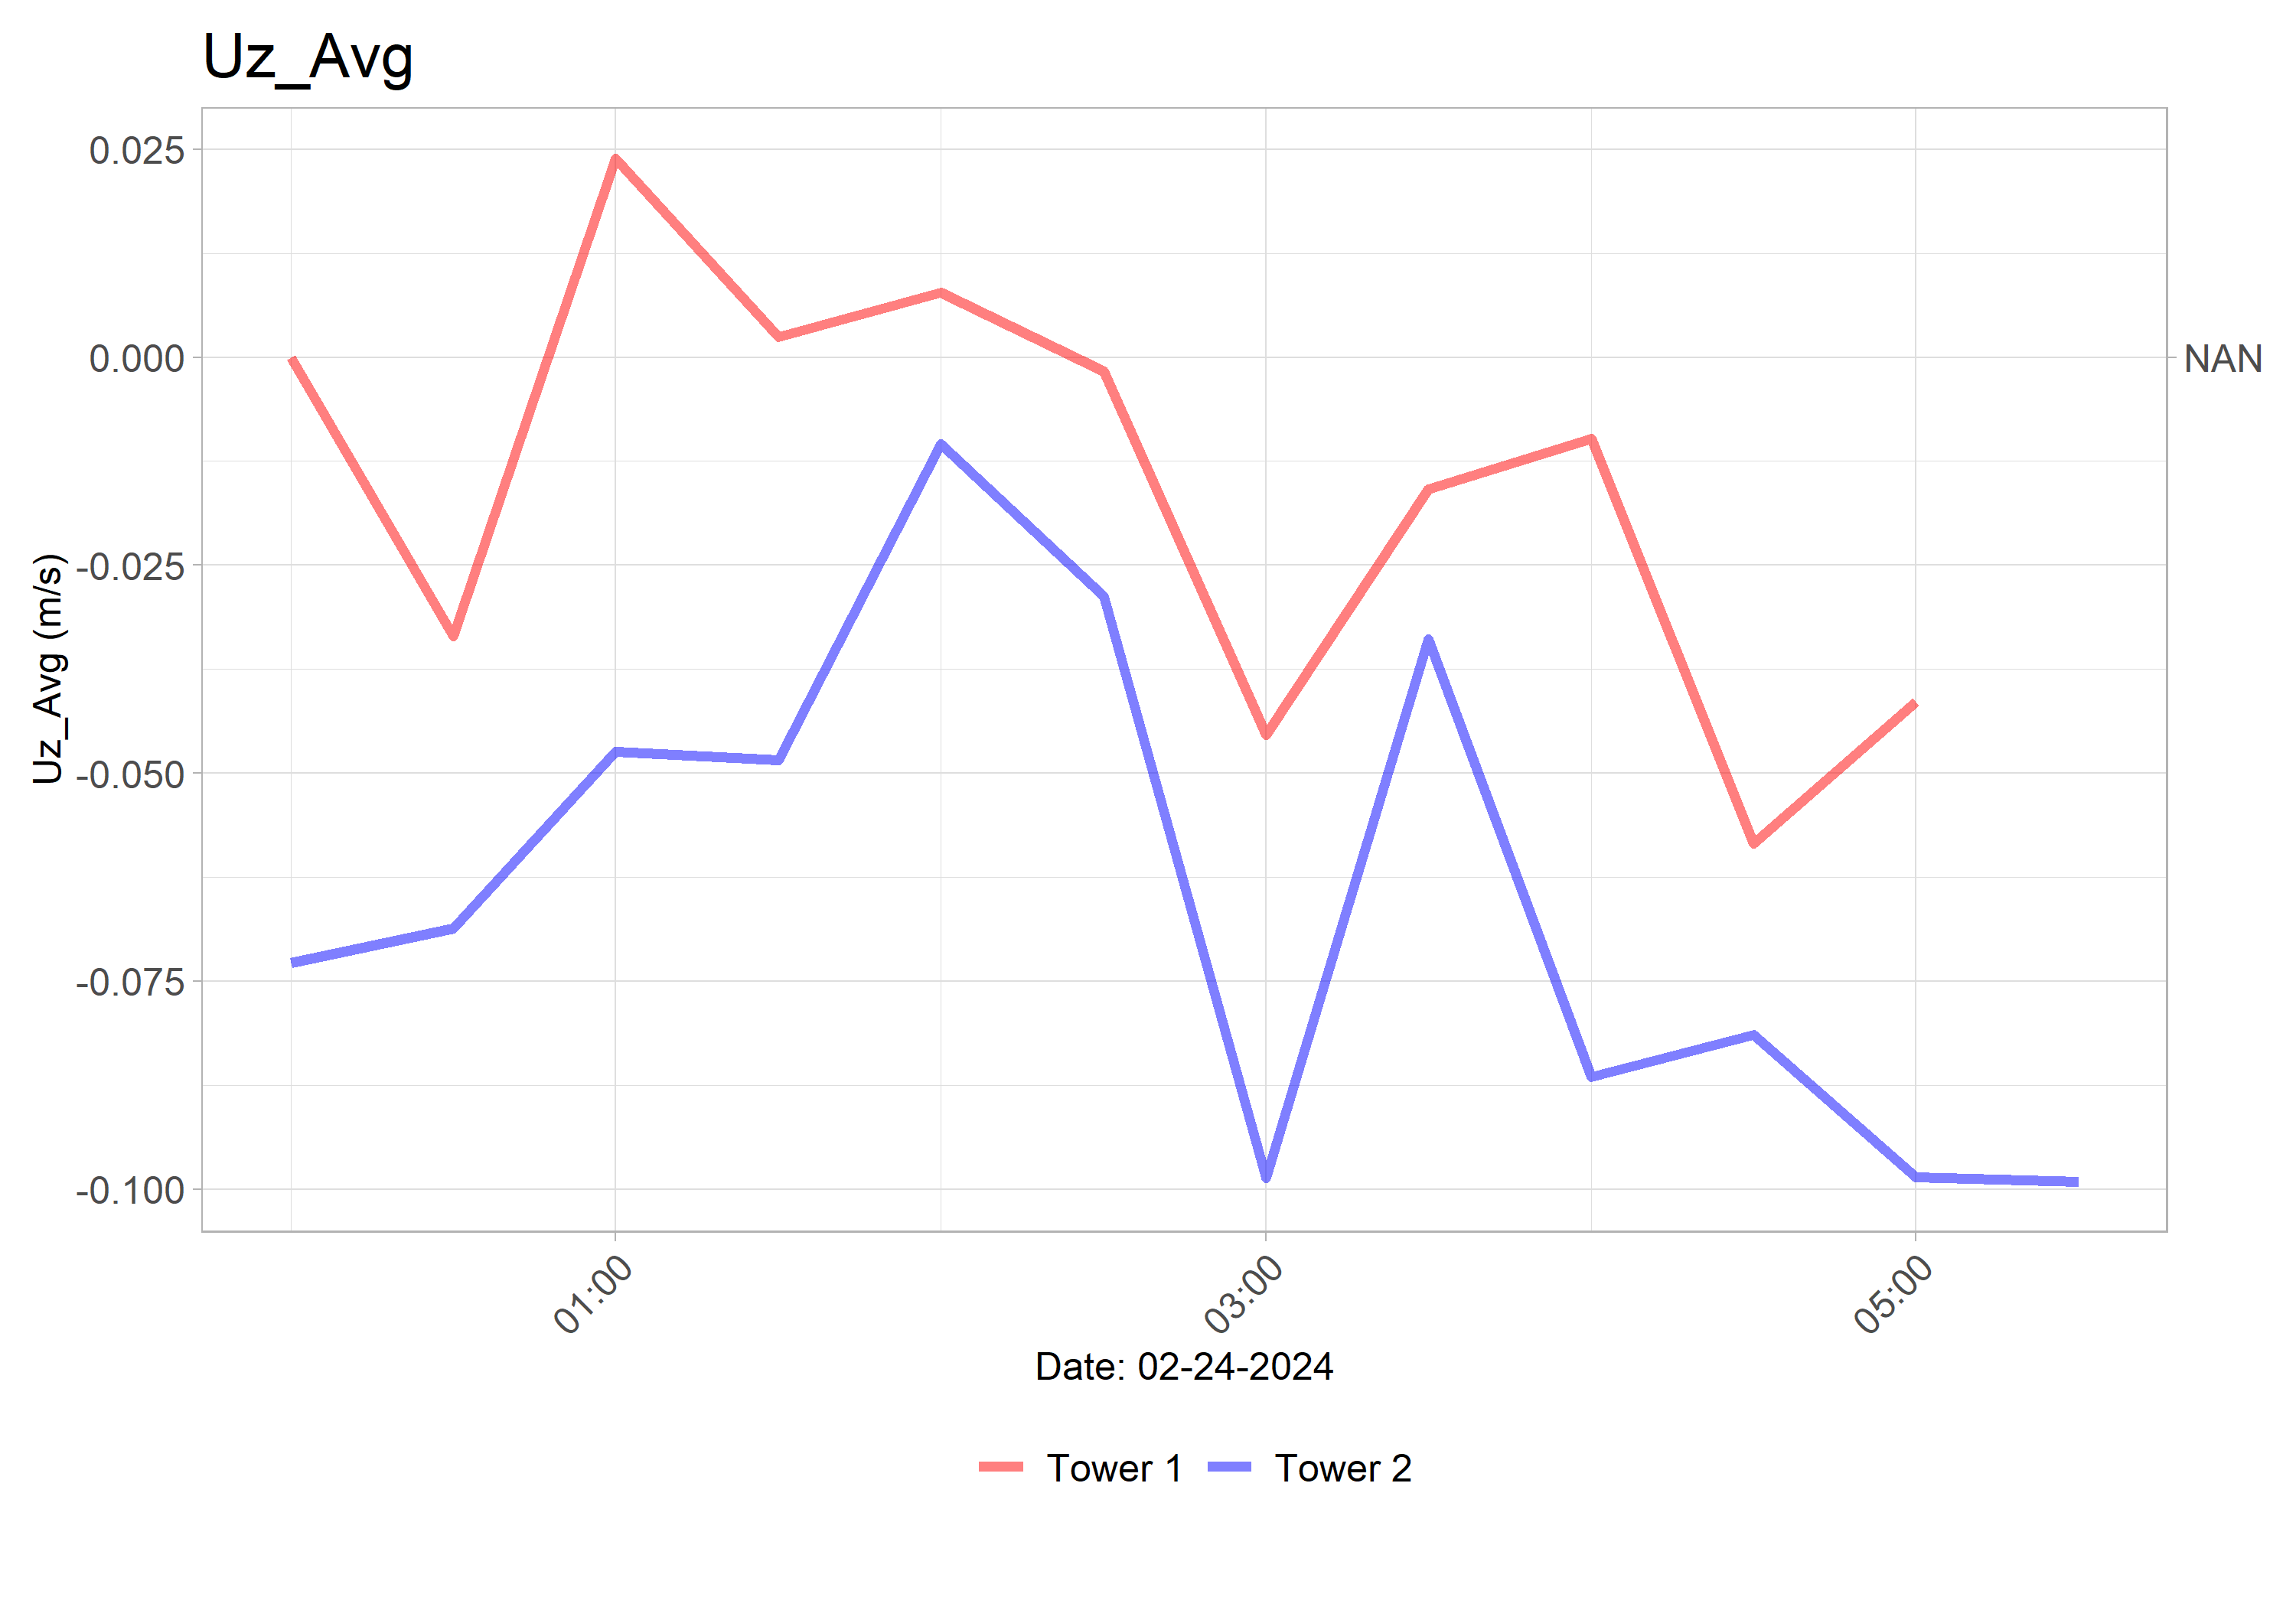 Uz_Avg
0.025
0.000
-0.025
-0.050
-0.075
-0.100
Uz_Avg (m/s)
NAN
01:00
03:00
05:00
Date: 02-24-2024
Tower 1
Tower 2